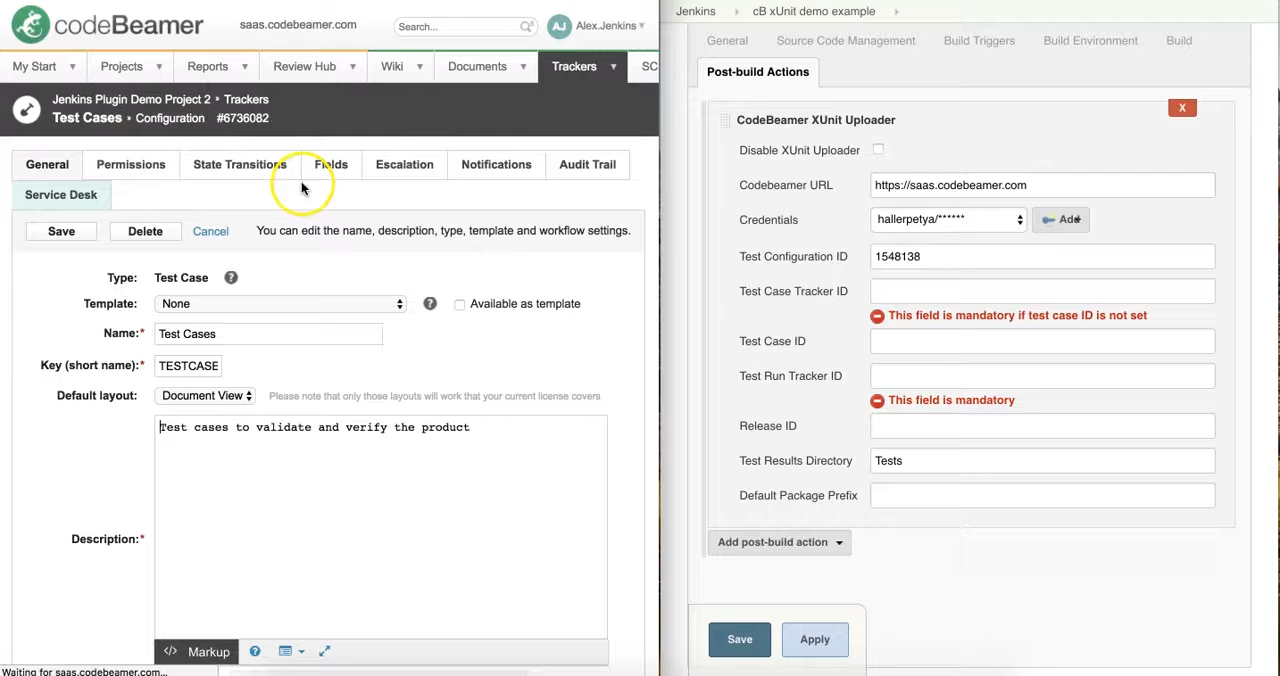 codeBeamer
saas.codebeamer.com
Search...
AJ
Alex.Jenkins
My Start
Projects
Reports
Review Hub
Wiki
Documents
Trackers
SC
Jenkins Plugin Demo Project 2 • Trackers
Test Cases • Configuration #6736082
General
Permissions
State Transitions
Fields
Escalation
Notifications
Audit Trail
Service Desk
Save
Delete
Cancel
You can edit the name, description, type, template and workflow settings.
Type: Test Case ?
Template: None ? Available as template
Name:* Test Cases
Key (short name):* TESTCASE
Default layout: Document View Please note that only those layouts will work that your current license covers
Test cases to validate and verify the product
Description:*
</> Markup ?
Waiting for saas.codebeamer.com...
Jenkins
cB xUnit demo example
General
Source Code Management
Build Triggers
Build Environment
Build
Post-build Actions
X
CodeBeamer XUnit Uploader
Disable XUnit Uploader
Codebeamer URL https://saas.codebeamer.com
Credentials hallerpetya/****** Add
Test Configuration ID 1548138
Test Case Tracker ID
This field is mandatory if test case ID is not set
Test Case ID
Test Run Tracker ID
This field is mandatory
Release ID
Test Results Directory Tests
Default Package Prefix
Add post-build action
Save
Apply